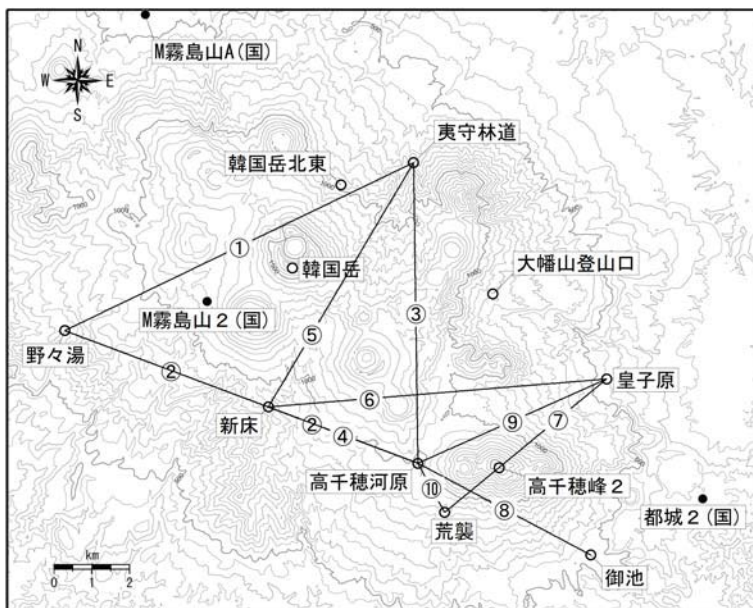 M霧島山A(国)
N
W E
S
夷守林道
韓国岳北東
①
韓国岳
大幡山登山口
M霧島山2(国)
③
⑤
野々湯
②
⑥
皇子原
新床
②
④
⑨
⑦
高千穂河原
⑩
高千穂峰2
⑧
荒襲
都城2(国)
御池
km
0 1 2